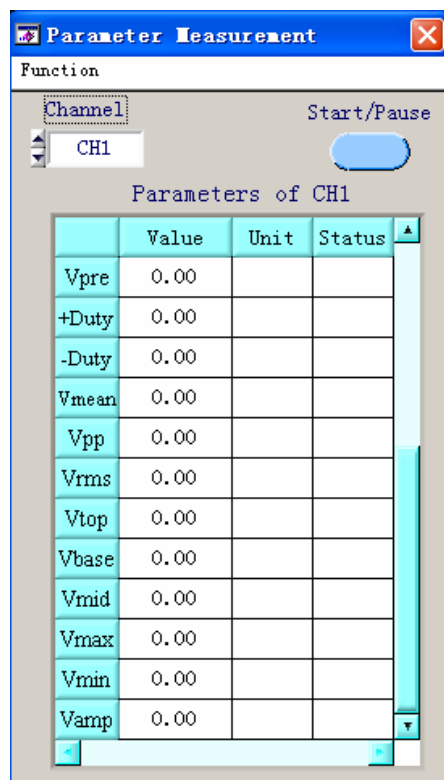 Parameter Measurement
Function
Channel
Start/Pause
CH1
Parameters of CH1
Value Unit Status
Vpre 0.00
+Duty 0.00
-Duty 0.00
Vmean 0.00
Vpp 0.00
Vrms 0.00
Vtop 0.00
Vbase 0.00
Vmid 0.00
Vmax 0.00
Vmin 0.00
Vamp 0.00